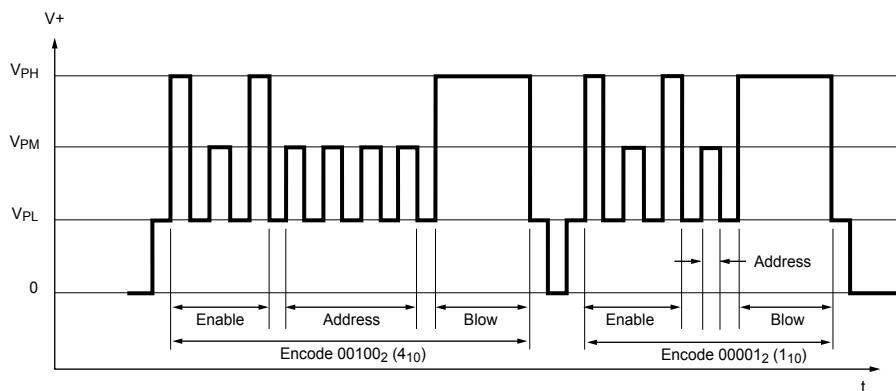 V+
VPH
VPM
VPL
0
Address
Enable
Address
Blow
Enable
Blow
Encode 00100₂ (4₁₀)
Encode 00001₂ (1₁₀)
t